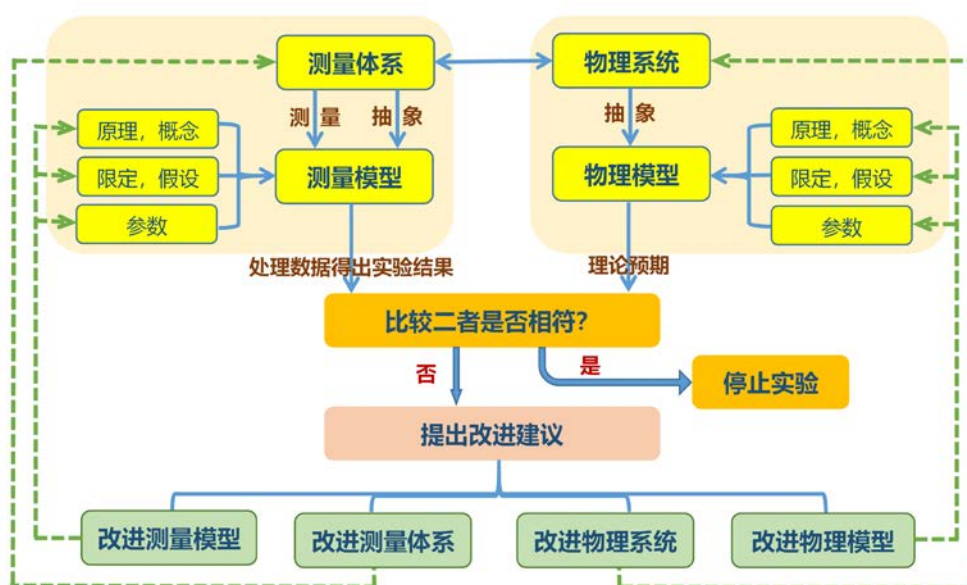 测量体系
物理系统
测量
抽象
抽象
原理，概念
限定，假设
参数
测量模型
物理模型
原理，概念
限定，假设
参数
处理数据得出实验结果
理论预期
比较二者是否相符？
否
是
停止实验
提出改进建议
改进测量模型
改进测量体系
改进物理系统
改进物理模型